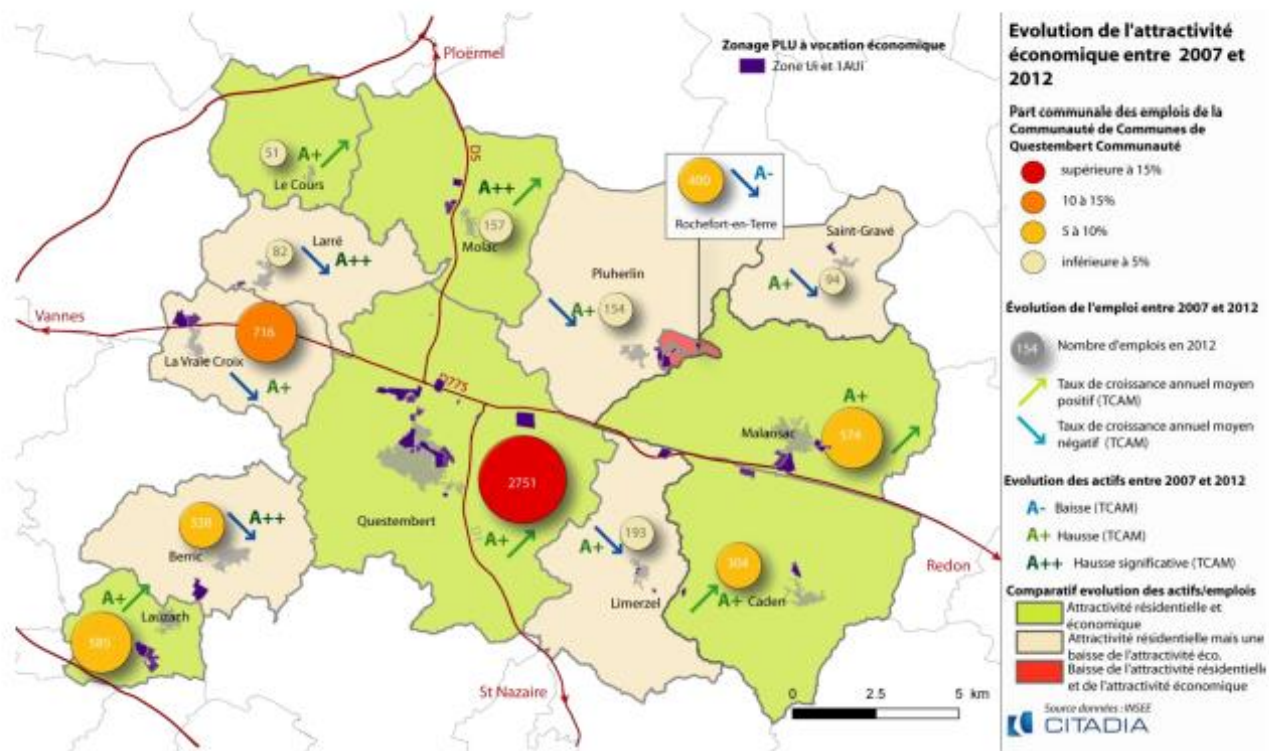 Ploërmel
Zonage PLU à vocation économique
Zone Ui et 1AUi
D5
51
A+
Le Cours
A++
157
Molac
400
A-
Rochefort-en-Terre
Saint-Gravé
A+
94
Larré
82
A++
Pluherlin
A+
154
Vannes
716
La Vraie Croix
A+
D775
A+
Malansac
574
2751
Questembert
A+
A++
Berric
193
A+
Limerzel
304
A+
Caden
Redon
A+
Lauzach
585
St Nazaire
0 2.5 5 km
Evolution de l'attractivité
économique entre 2007 et
2012
Part communale des emplois de la
Communauté de Communes de
Questembert Communauté
supérieure à 15%
10 à 15%
5 à 10%
inférieure à 5%
Évolution de l'emploi entre 2007 et 2012
154
Nombre d'emplois en 2012
Taux de croissance annuel moyen
positif (TCAM)
Taux de croissance annuel moyen
négatif (TCAM)
Evolution des actifs entre 2007 et 2012
A- Baisse (TCAM)
A+ Hausse (TCAM)
A++ Hausse significative (TCAM)
Comparatif evolution des actifs/emplois
Attractivité résidentielle et
économique
Attractivité résidentielle mais une
baisse de l'attractivité éco.
Baisse de l'attractivité résidentielle
et de l'attractivité économique
Source données : INSEE
CITADIA